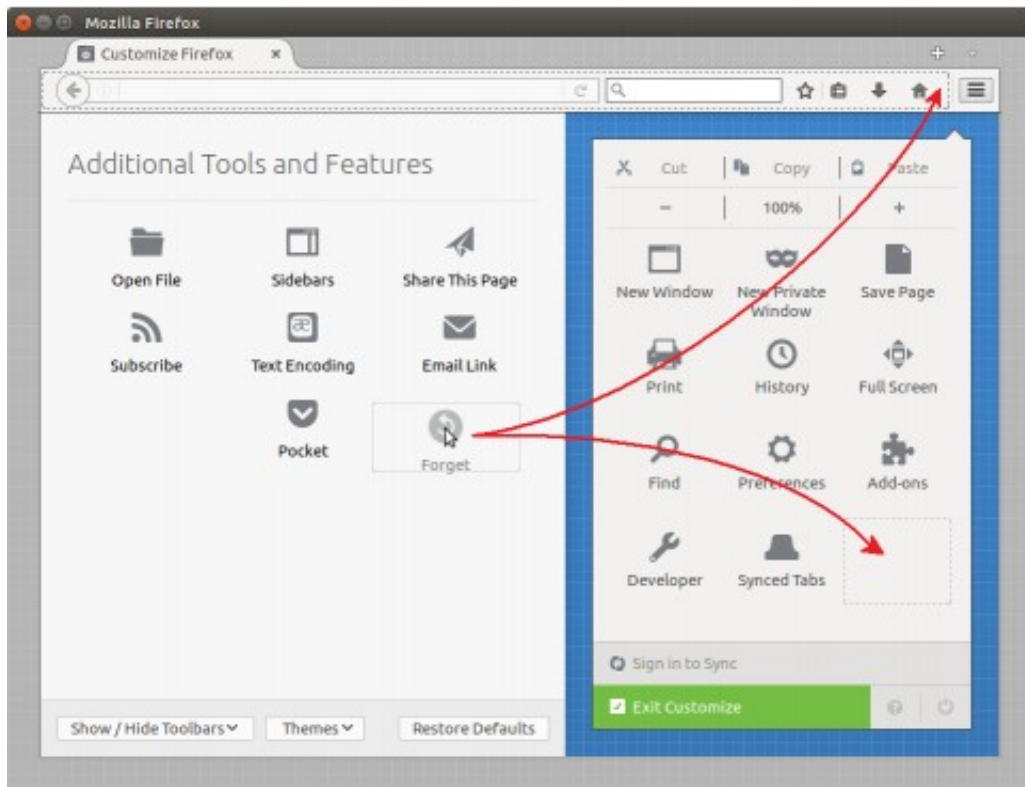 Mozilla Firefox
Customize Firefox
Additional Tools and Features
Open File Sidebars Share This Page
Subscribe Text Encoding Email Link
æ
Pocket Forget
Cut Copy Paste
− 100% +
New Window New Private Window Save Page
Print History Full Screen
Find Preferences Add-ons
Developer Synced Tabs
Sign in to Sync
Exit Customize
Show / Hide Toolbars Themes Restore Defaults